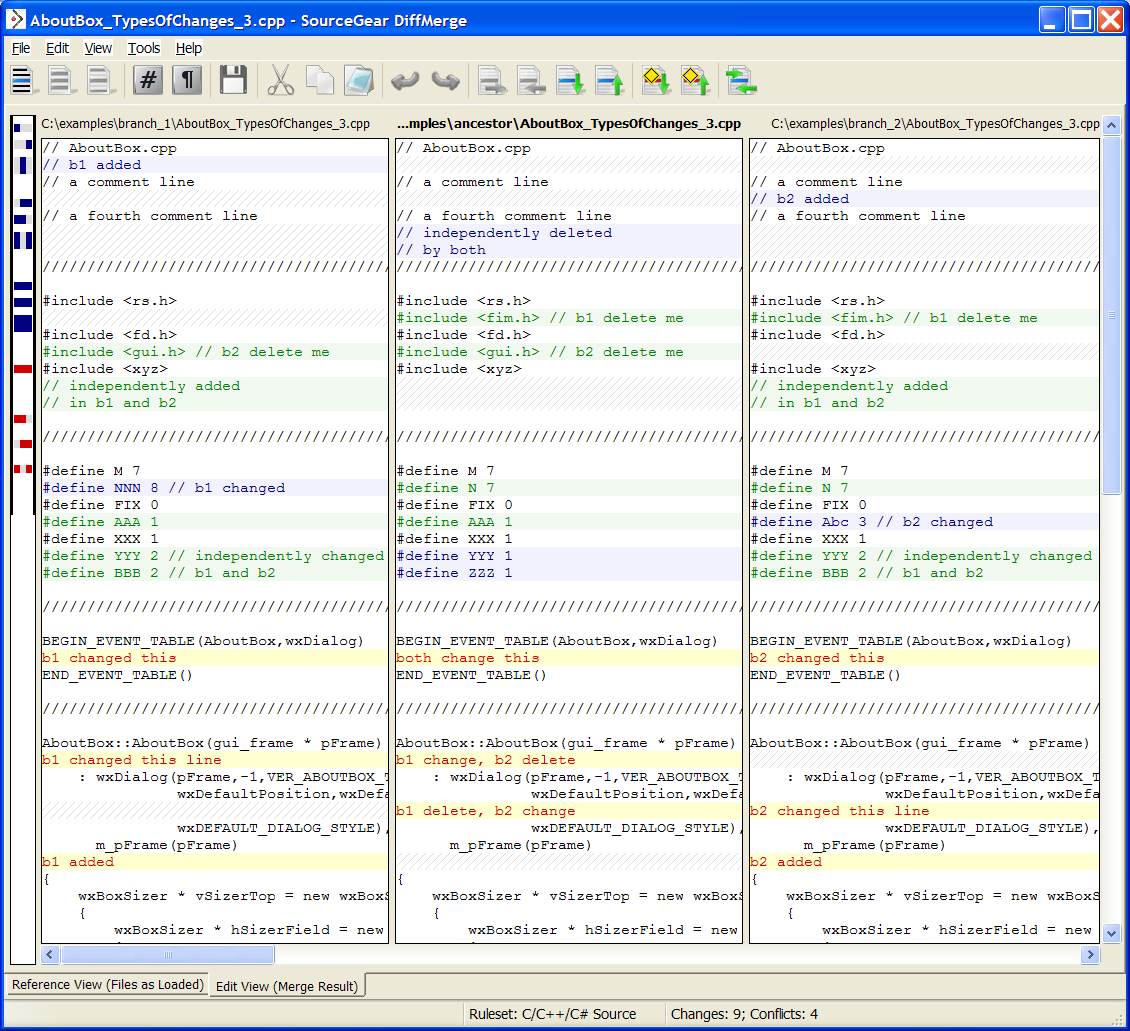 AboutBox_TypesOfChanges_3.cpp - SourceGear DiffMerge
File Edit View Tools Help
# ¶
C:\examples\branch_1\AboutBox_TypesOfChanges_3.cpp
// AboutBox.cpp
// b1 added
// a comment line
// a fourth comment line
///////////////////////////////////////
#include <rs.h>
#include <fd.h>
#include <gui.h> // b2 delete me
#include <xyz>
// independently added
// in b1 and b2
///////////////////////////////////////
#define M 7
#define NNN 8 // b1 changed
#define FIX 0
#define AAA 1
#define XXX 1
#define YYY 2 // independently changed
#define BBB 2 // b1 and b2
///////////////////////////////////////
BEGIN_EVENT_TABLE(AboutBox,wxDialog)
b1 changed this
END_EVENT_TABLE()
///////////////////////////////////////
AboutBox::AboutBox(gui_frame * pFrame)
b1 changed this line
: wxDialog(pFrame,-1,VER_ABOUTBOX_T
wxDefaultPosition,wxDefa
wxDEFAULT_DIALOG_STYLE),
m_pFrame(pFrame)
b1 added
{
wxBoxSizer * vSizerTop = new wxBoxS
{
wxBoxSizer * hSizerField = new
...mples\ancestor\AboutBox_TypesOfChanges_3.cpp
// AboutBox.cpp
// a comment line
// a fourth comment line
// independently deleted
// by both
///////////////////////////////////////
#include <rs.h>
#include <fim.h> // b1 delete me
#include <fd.h>
#include <gui.h> // b2 delete me
#include <xyz>
///////////////////////////////////////
#define M 7
#define N 7
#define FIX 0
#define AAA 1
#define XXX 1
#define YYY 1
#define ZZZ 1
///////////////////////////////////////
BEGIN_EVENT_TABLE(AboutBox,wxDialog)
both change this
END_EVENT_TABLE()
///////////////////////////////////////
AboutBox::AboutBox(gui_frame * pFrame)
b1 change, b2 delete
: wxDialog(pFrame,-1,VER_ABOUTBOX_T
wxDefaultPosition,wxDefa
b1 delete, b2 change
wxDEFAULT_DIALOG_STYLE),
m_pFrame(pFrame)
{
wxBoxSizer * vSizerTop = new wxBoxS
{
wxBoxSizer * hSizerField = new
C:\examples\branch_2\AboutBox_TypesOfChanges_3.cpp
// AboutBox.cpp
// a comment line
// b2 added
// a fourth comment line
///////////////////////////////////////
#include <rs.h>
#include <fim.h> // b1 delete me
#include <fd.h>
#include <xyz>
// independently added
// in b1 and b2
///////////////////////////////////////
#define M 7
#define N 7
#define FIX 0
#define Abc 3 // b2 changed
#define XXX 1
#define YYY 2 // independently changed
#define BBB 2 // b1 and b2
///////////////////////////////////////
BEGIN_EVENT_TABLE(AboutBox,wxDialog)
b2 changed this
END_EVENT_TABLE()
///////////////////////////////////////
AboutBox::AboutBox(gui_frame * pFrame)
: wxDialog(pFrame,-1,VER_ABOUTBOX_T
wxDefaultPosition,wxDefa
b2 changed this line
wxDEFAULT_DIALOG_STYLE),
m_pFrame(pFrame)
b2 added
{
wxBoxSizer * vSizerTop = new wxBoxS
{
wxBoxSizer * hSizerField = new
Reference View (Files as Loaded) Edit View (Merge Result)
Ruleset: C/C++/C# Source Changes: 9; Conflicts: 4